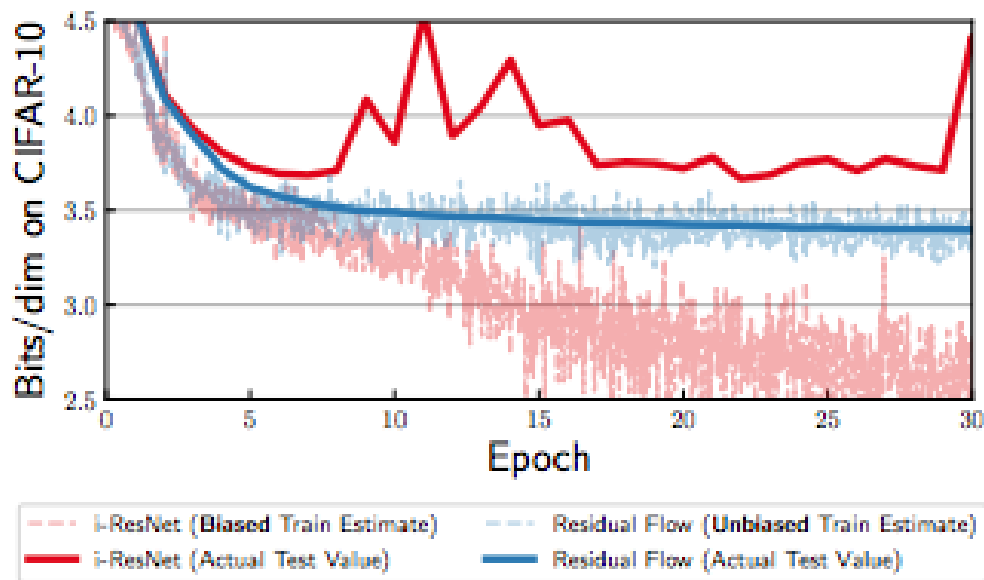 Bits/dim on CIFAR-10
4.5
4.0
3.5
3.0
2.5
0 5 10 15 20 25 30
Epoch
i-ResNet (Biased Train Estimate) Residual Flow (Unbiased Train Estimate)
i-ResNet (Actual Test Value) Residual Flow (Actual Test Value)